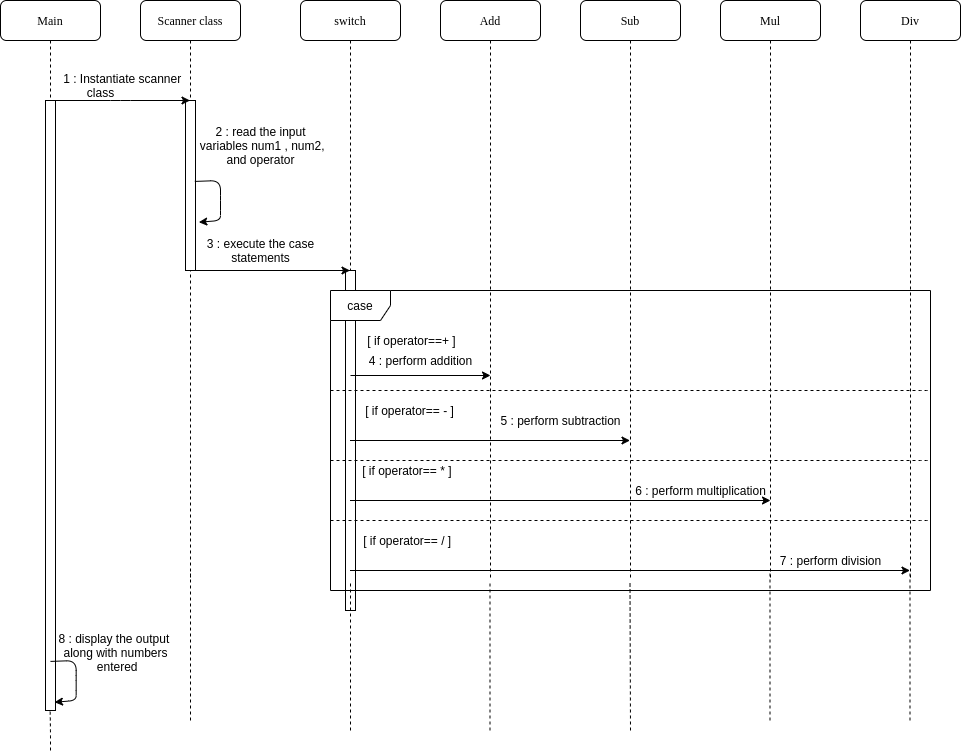 Main
Scanner class
switch
Add
Sub
Mul
Div
1 : Instantiate scanner
class
2 : read the input
variables num1 , num2,
and operator
3 : execute the case
statements
case
[ if operator==+ ]
4 : perform addition
[ if operator== - ]
5 : perform subtraction
[ if operator== * ]
6 : perform multiplication
[ if operator== / ]
7 : perform division
8 : display the output
along with numbers
entered